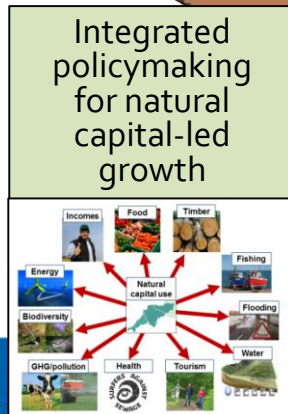 Integrated
policymaking
for natural
capital-led
growth
Incomes
Food
Timber
Energy
Natural
capital use
Fishing
Biodiversity
Flooding
GHG/pollution
Health
Tourism
Water
SURFERS AGAINST
SEWAGE